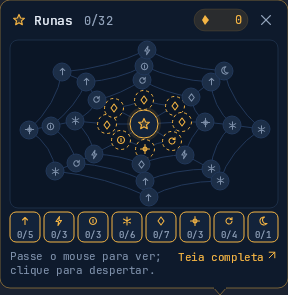 Runas 0/32 0
0/5 0/3 0/3 0/6 0/7 0/3 0/4 0/1
Passe o mouse para ver; Teia completa
clique para despertar.